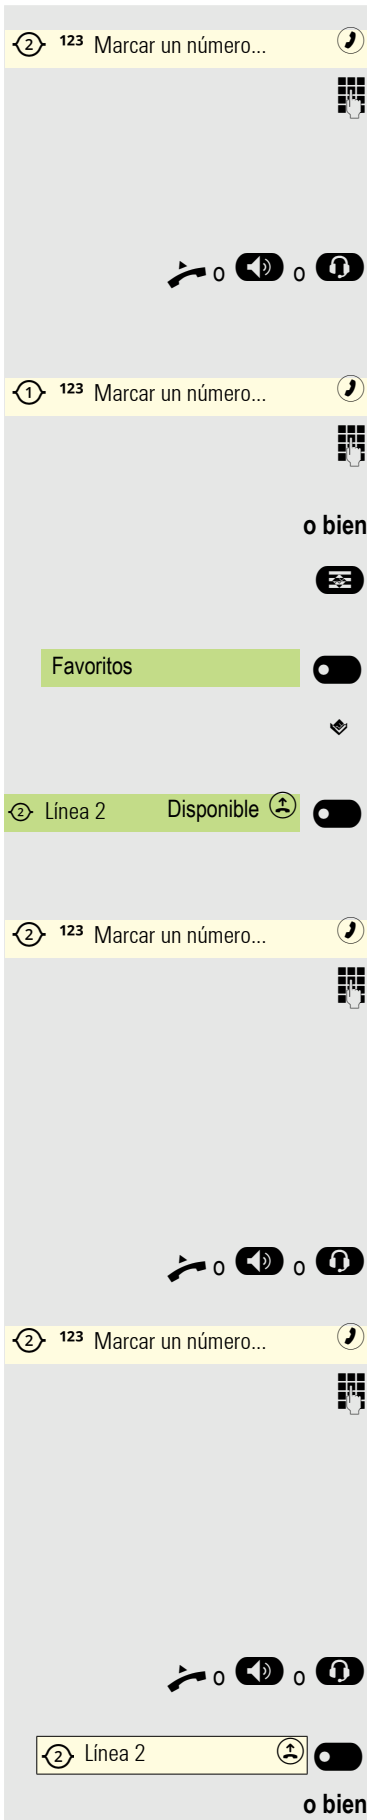 2 123 Marcar un número...
o o
1 123 Marcar un número...
o bien
Favoritos
2 Línea 2 Disponible
2 123 Marcar un número...
o o
2 123 Marcar un número...
o o
2 Línea 2
o bien